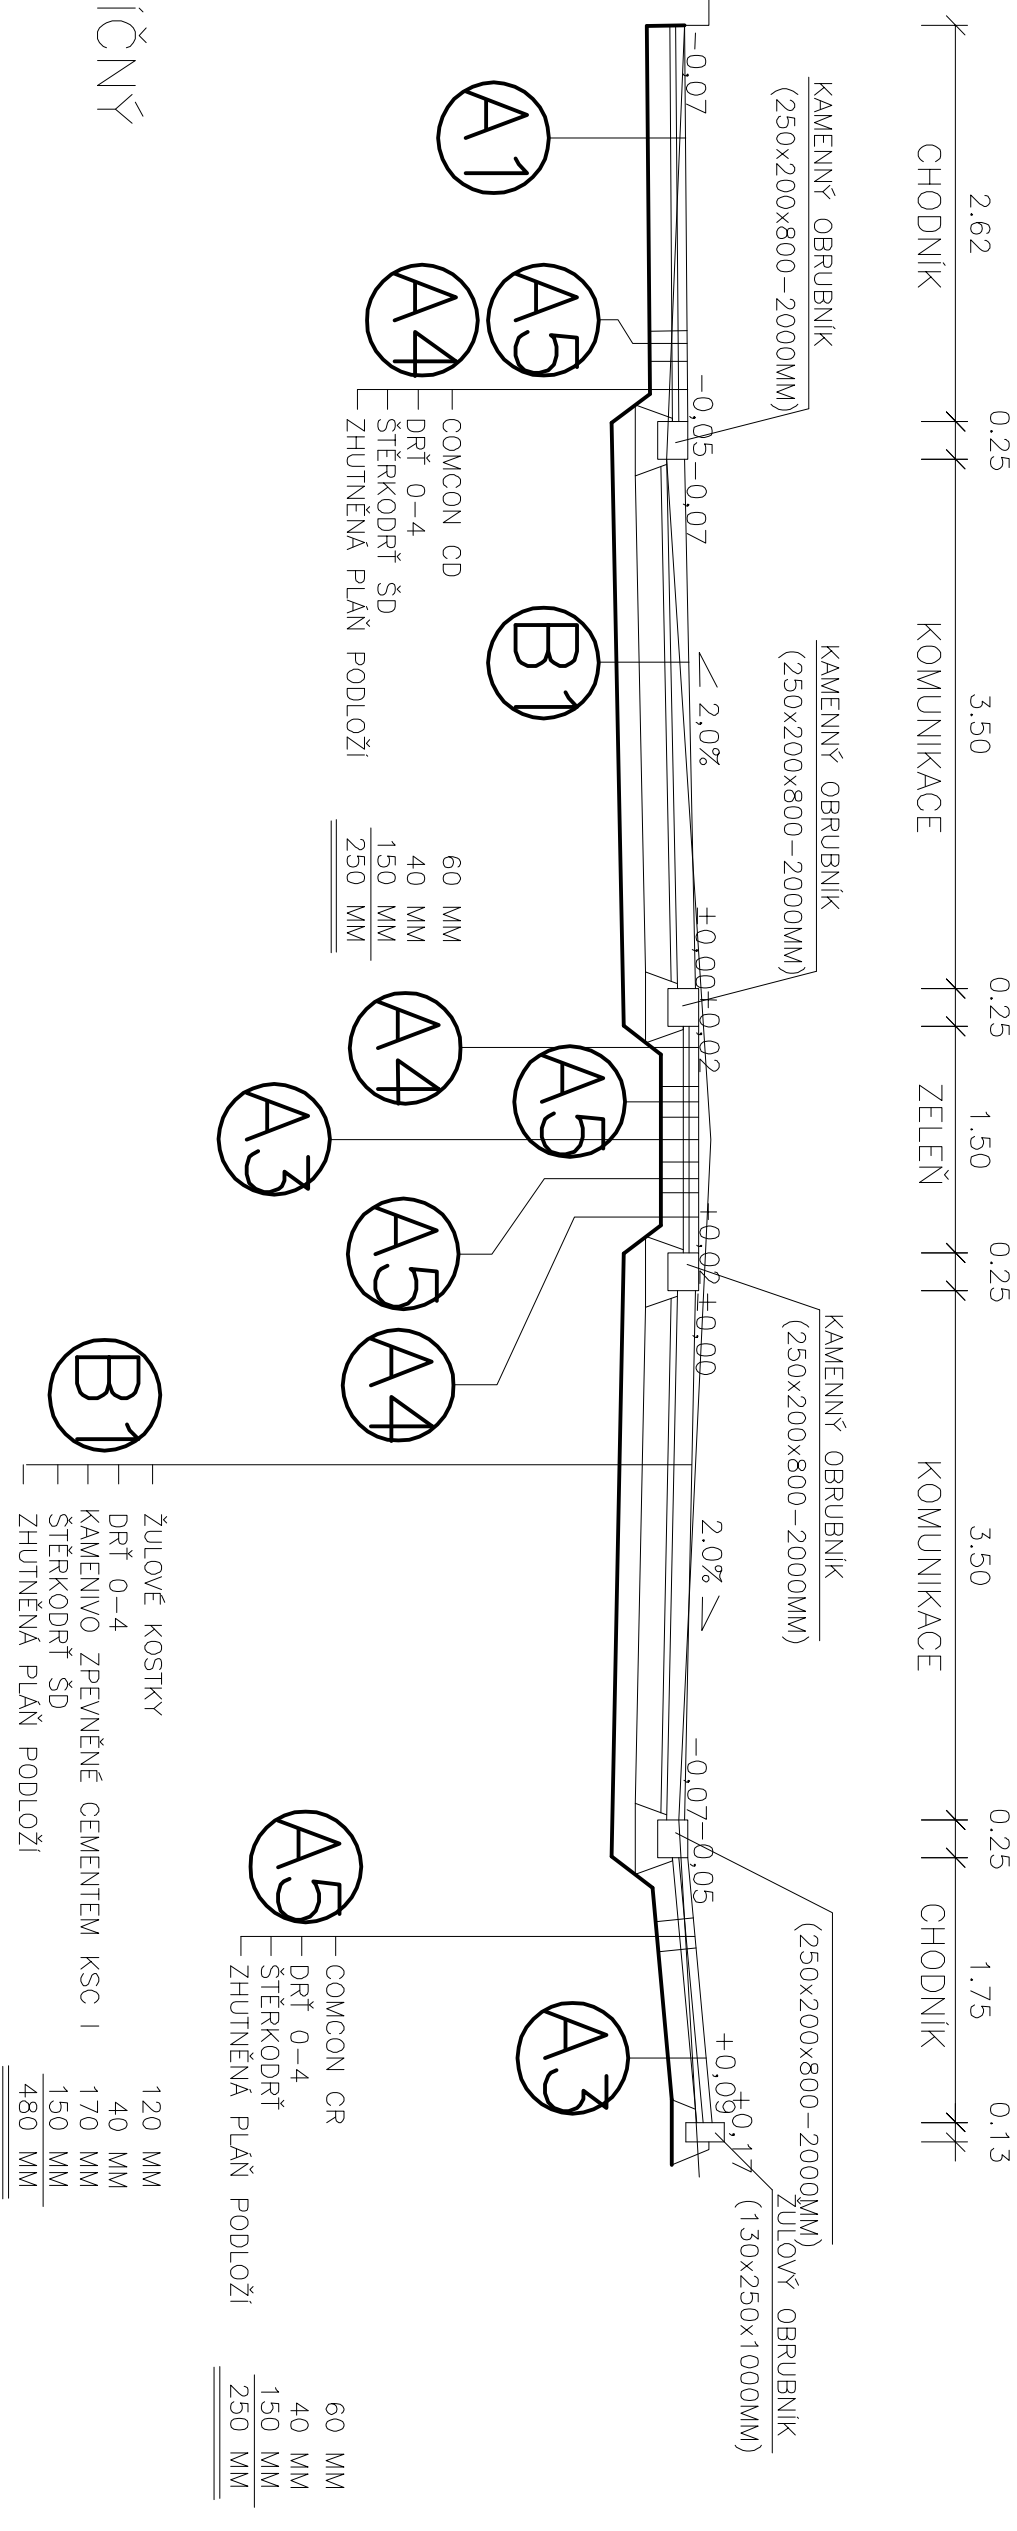 2.62
0.25
3.50
0.25
1.50
0.25
3.50
0.25
1.75
0.13
CHODNÍK
KOMUNIKACE
ZELEŇ
KOMUNIKACE
CHODNÍK
KAMENNÝ OBRUBNÍK
(250x200x800-2000MM)
KAMENNÝ OBRUBNÍK
(250x200x800-2000MM)
KAMENNÝ OBRUBNÍK
(250x200x800-2000MM)
(250x200x800-2000MM)
ŽULOVÝ OBRUBNÍK
(130x250x1000MM)
-0,07
-0,05
-0,07
2,0%
+0,00
+0,02
+0,02
+0,00
2.0%
-0,07
-0,05
+0,09
+0,17
A1
A5
A4
B1
A4
A5
A3
A5
A4
B1
A5
A3
COMCON CD 60 MM
DRŤ 0-4 40 MM
ŠTĚRKODRŤ ŠD 150 MM
ZHUTNĚNÁ PLÁŇ PODLOŽÍ 250 MM
COMCON CR 60 MM
DRŤ 0-4 40 MM
ŠTĚRKODRŤ 150 MM
ZHUTNĚNÁ PLÁŇ PODLOŽÍ 250 MM
ŽULOVÉ KOSTKY 120 MM
DRŤ 0-4 40 MM
KAMENIVO ZPEVNĚNÉ CEMENTEM KSC I 170 MM
ŠTĚRKODRŤ ŠD 150 MM
ZHUTNĚNÁ PLÁŇ PODLOŽÍ 480 MM
ÍČNÝ